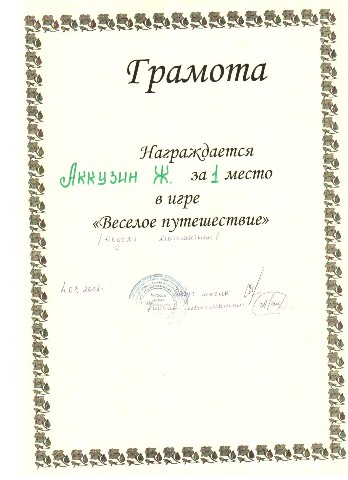 Грамота
Награждается
Аккузин Ж. за 1 место
в игре
«Веселое путешествие»